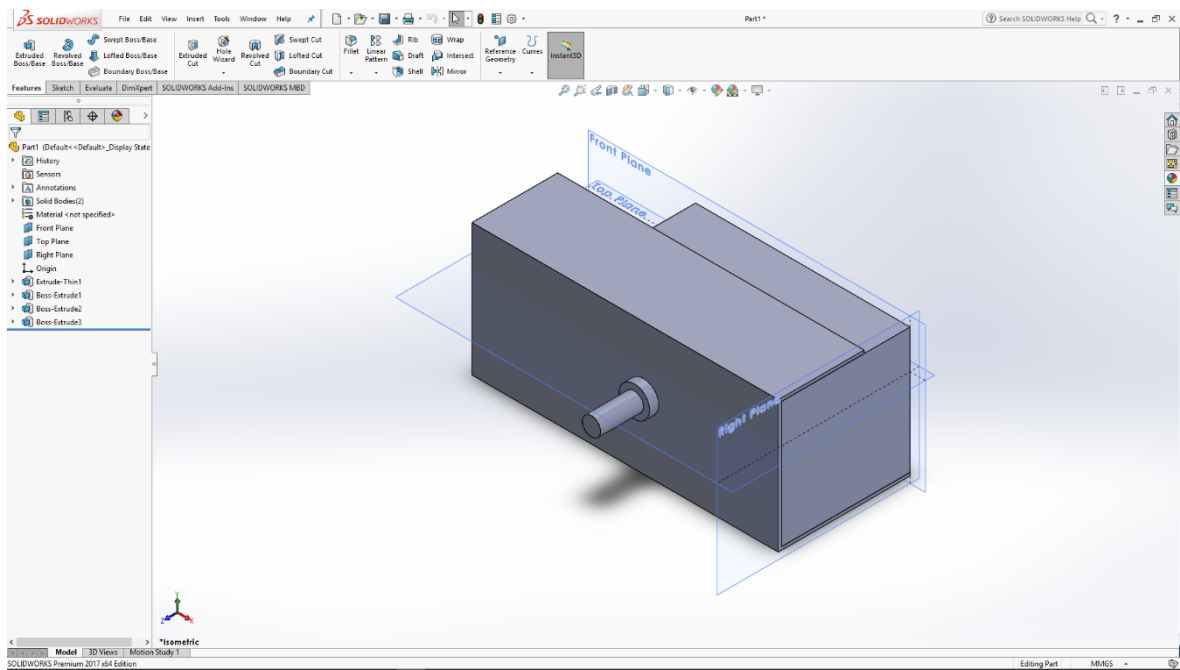 SOLIDWORKS File Edit View Insert Tools Window Help Part1 * Search SOLIDWORKS Help
Extruded Boss/Base
Revolved Boss/Base
Swept Boss/Base
Lofted Boss/Base
Boundary Boss/Base
Extruded Cut
Hole Wizard
Revolved Cut
Swept Cut
Lofted Cut
Boundary Cut
Fillet
Linear Pattern
Rib
Draft
Shell
Wrap
Intersect
Mirror
Reference Geometry
Curves
Instant3D
Features Sketch Evaluate DimXpert SOLIDWORKS Add-Ins SOLIDWORKS MBD
Part1 (Default<<Default>_Display State
History
Sensors
Annotations
Solid Bodies(2)
Material <not specified>
Front Plane
Top Plane
Right Plane
Origin
Extrude-Thin1
Boss-Extrude1
Boss-Extrude2
Boss-Extrude3
Front Plane
Top Plane
Right Plane
Y
Z X
*Isometric
Model 3D Views Motion Study 1
SOLIDWORKS Premium 2017 x64 Edition Editing Part MMGS